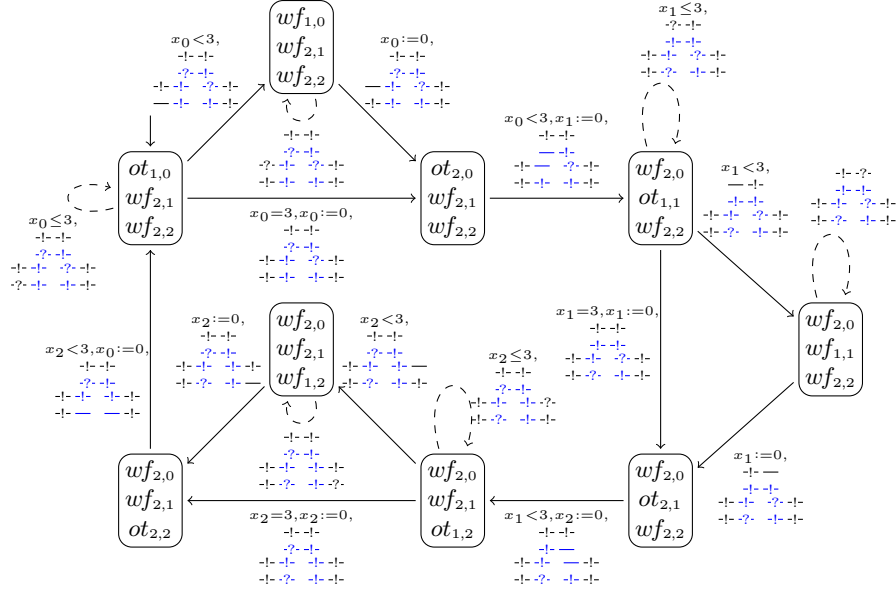 wf1,0
wf2,1
wf2,2
x0<3,
-!- -!-
-?- -!-
-!- -!- -?- -!-
— -!- -!- -!-
x0:=0,
-!- -!-
-?- -!-
— -!- -?- -!-
-!- -!- -!- -!-
-!- -!-
-?- -!-
-?- -!- -?- -!-
-!- -!- -!- -!-
x1≤3,
-?- -!-
-!- -!-
-!- -!- -?- -!-
-!- -?- -!- -!-
x0<3,x1:=0,
-!- -!-
— -!-
-!- — -?- -!-
-!- -!- -!- -!-
ot1,0
wf2,1
wf2,2
ot2,0
wf2,1
wf2,2
wf2,0
ot1,1
wf2,2
x1<3,
— -!-
-!- -!-
-!- -!- -?- -!-
-!- -?- -!- -!-
-!- -?-
-!- -!-
-!- -!- -?- -!-
-!- -?- -!- -!-
x0≤3,
-!- -!-
-?- -!-
-!- -!- -?- -!-
-?- -!- -!- -!-
x0=3,x0:=0,
-!- -!-
-?- -!-
-!- -!- -?- -!-
-!- -!- -!- -!-
x1=3,x1:=0,
-!- -!-
-!- -!-
-!- -!- -?- -!-
-!- -?- -!- -!-
wf2,0
wf1,1
wf2,2
x2<3,x0:=0,
-!- -!-
-?- -!-
-!- -!- -!- -!-
-!- — — -!-
x2:=0,
-!- -!-
-?- -!-
-!- -!- -!- -!-
-!- -?- -!- —
wf2,0
wf2,1
wf1,2
x2<3,
-!- -!-
-?- -!-
-!- -!- -!- —
-!- -?- -!- -!-
x2≤3,
-!- -!-
-?- -!-
-!- -!- -!- -?-
-!- -?- -!- -!-
-!- -!-
-?- -!-
-!- -!- -!- -!-
-!- -?- -!- -?-
x1:=0,
-!- —
-!- -!-
-!- -!- -?- -!-
-!- -?- -!- -!-
wf2,0
wf2,1
ot2,2
wf2,0
wf2,1
ot1,2
wf2,0
ot2,1
wf2,2
x2=3,x2:=0,
-!- -!-
-?- -!-
-!- -!- -!- -!-
-!- -?- -!- -!-
x1<3,x2:=0,
-!- —
-!- -!- — -!-
-!- -?- -!- -!-